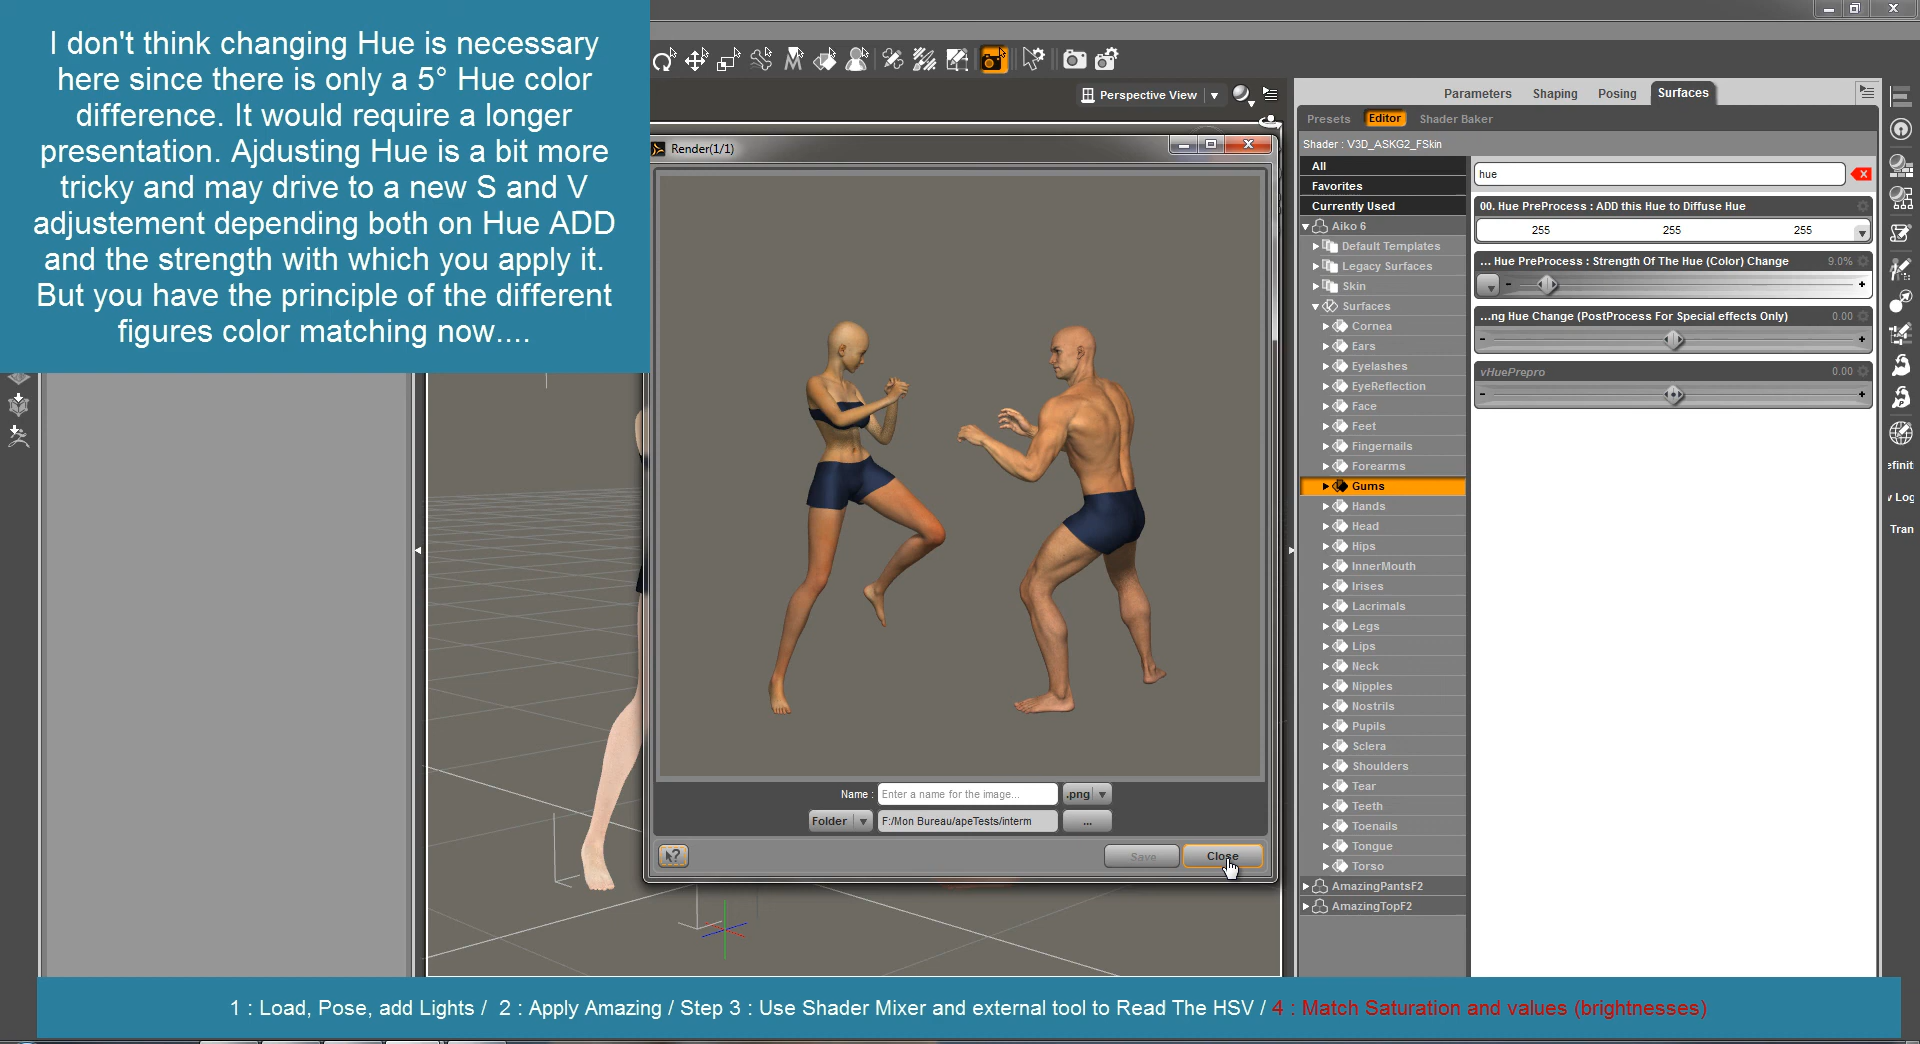 I don't think changing Hue is necessary
here since there is only a 5° Hue color
difference. It would require a longer
presentation. Ajdusting Hue is a bit more
tricky and may drive to a new S and V
adjustement depending both on Hue ADD
and the strength with which you apply it.
But you have the principle of the different
figures color matching now....
Perspective View
Render(1/1)
Name :
Enter a name for the image...
.png
Folder
F:/Mon Bureau/apeTests/interm
...
Save
Close
Parameters
Shaping
Posing
Surfaces
Presets
Editor
Shader Baker
Shader : V3D_ASKG2_FSkin
All
Favorites
Currently Used
Aiko 6
Default Templates
Legacy Surfaces
Skin
Surfaces
Cornea
Ears
Eyelashes
EyeReflection
Face
Feet
Fingernails
Forearms
Gums
Hands
Head
Hips
InnerMouth
Irises
Lacrimals
Legs
Lips
Neck
Nipples
Nostrils
Pupils
Sclera
Shoulders
Tear
Teeth
Toenails
Tongue
Torso
AmazingPantsF2
AmazingTopF2
hue
00. Hue PreProcess : ADD this Hue to Diffuse Hue
255 255 255
... Hue PreProcess : Strength Of The Hue (Color) Change 9.0%
...ng Hue Change (PostProcess For Special effects Only) 0.00
vHuePrepro 0.00
efinit
v Log
Tran
1 : Load, Pose, add Lights / 2 : Apply Amazing / Step 3 : Use Shader Mixer and external tool to Read The HSV / 4 : Match Saturation and values (brightnesses)